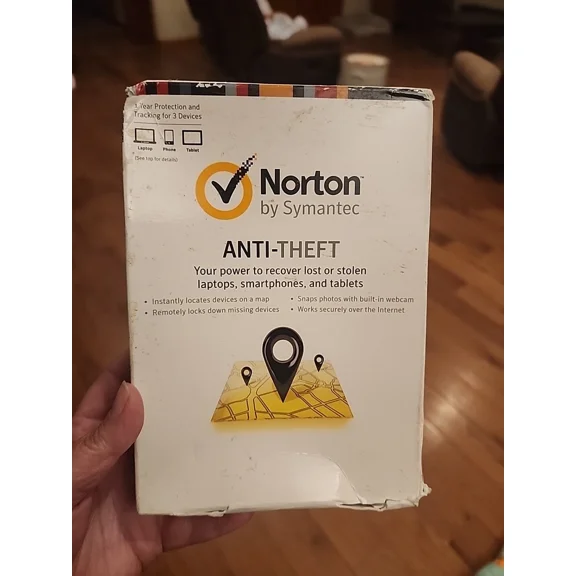 1 Year Protection and
Tracking for 3 Devices
Laptop Phone Tablet
(See top for details)
Norton™
by Symantec
ANTI-THEFT
Your power to recover lost or stolen
laptops, smartphones, and tablets
• Instantly locates devices on a map • Snaps photos with built-in webcam
• Remotely locks down missing devices • Works securely over the Internet